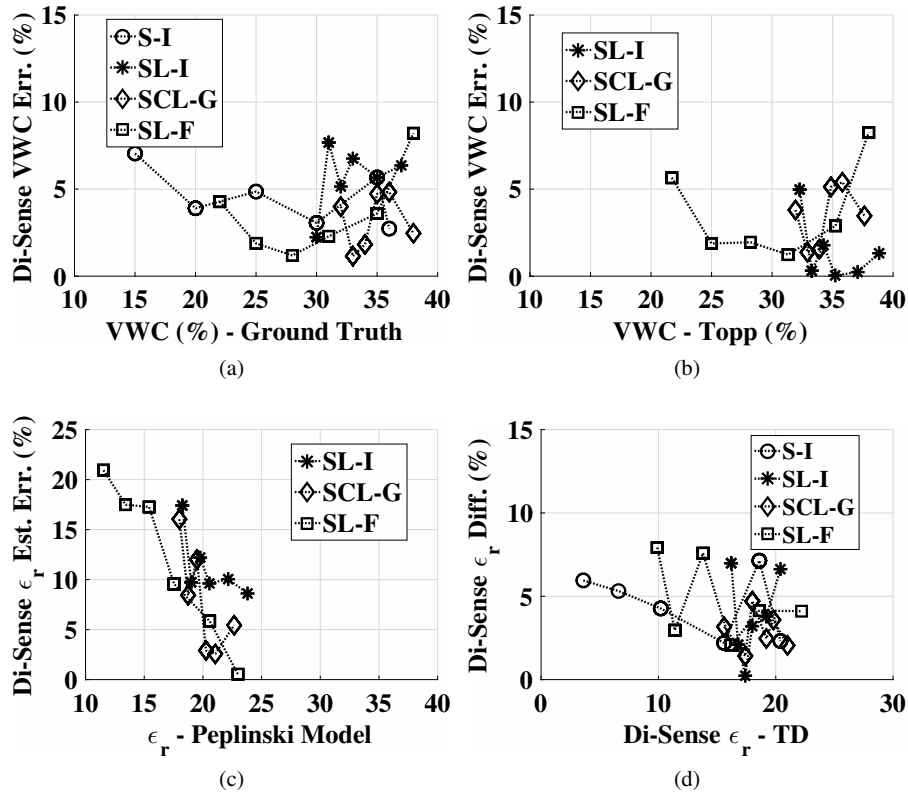 Di-Sense VWC Err. (%)
15
10
5
0
S-I
SL-I
SCL-G
SL-F
10 15 20 25 30 35 40
VWC (%) - Ground Truth
(a)
Di-Sense VWC Err. (%)
15
10
5
0
SL-I
SCL-G
SL-F
10 15 20 25 30 35 40
VWC - Topp (%)
(b)
Di-Sense ϵr Est. Err. (%)
25
20
15
10
5
0
SL-I
SCL-G
SL-F
10 15 20 25 30 35 40
ϵr - Peplinski Model
(c)
Di-Sense ϵr Diff. (%)
15
10
5
0
S-I
SL-I
SCL-G
SL-F
0 10 20 30
Di-Sense ϵr - TD
(d)